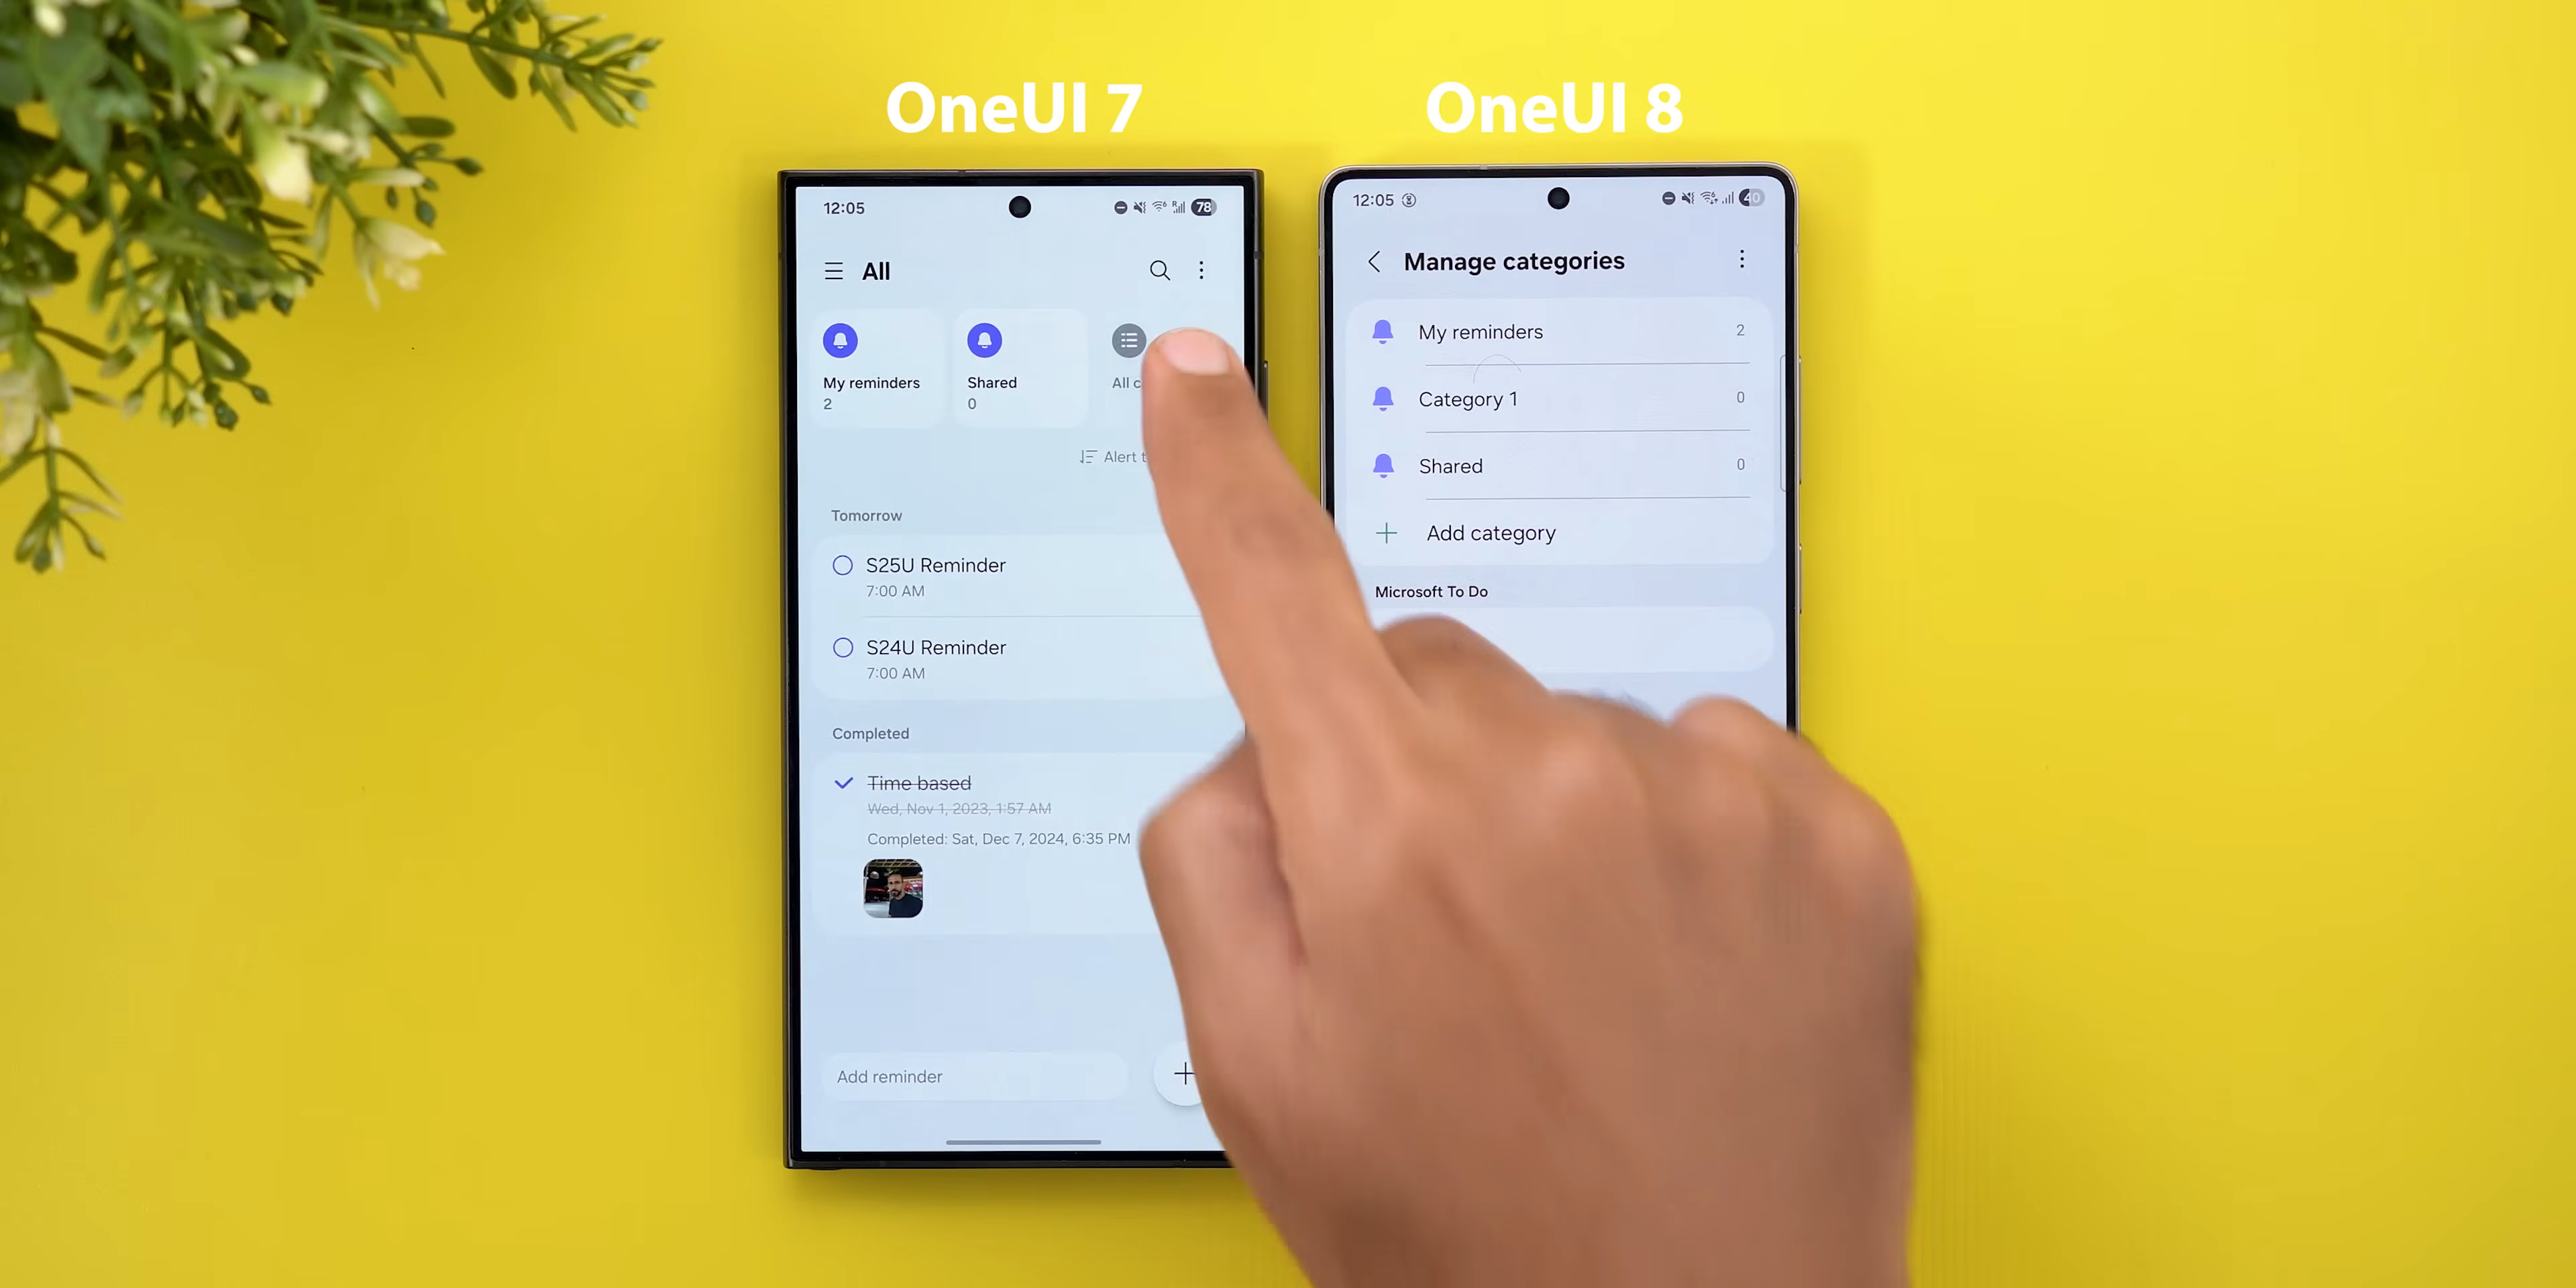 OneUI 7
OneUI 8
12:05
78
All
My reminders
2
Shared
0
All
Alert
Tomorrow
S25U Reminder
7:00 AM
S24U Reminder
7:00 AM
Completed
Time based
Wed, Nov 1, 2023, 1:57 AM
Completed: Sat, Dec 7, 2024, 6:35 PM
Add reminder
12:05
40
Manage categories
My reminders
2
Category 1
0
Shared
0
Add category
Microsoft To Do